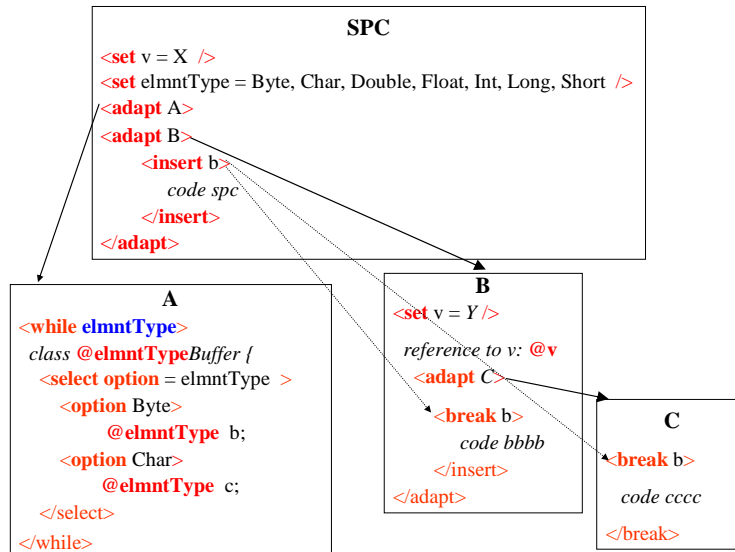 SPC
<set v = X />
<set elmntType = Byte, Char, Double, Float, Int, Long, Short />
<adapt A>
<adapt B>
<insert b>
code spc
</insert>
</adapt>
A
<while elmntType>
class @elmntTypeBuffer {
<select option = elmntType >
<option Byte>
@elmntType b;
<option Char>
@elmntType c;
</select>
</while>
B
<set v = Y />
reference to v: @v
<adapt C>
<break b>
code bbbb
</insert>
</adapt>
C
<break b>
code cccc
</break>